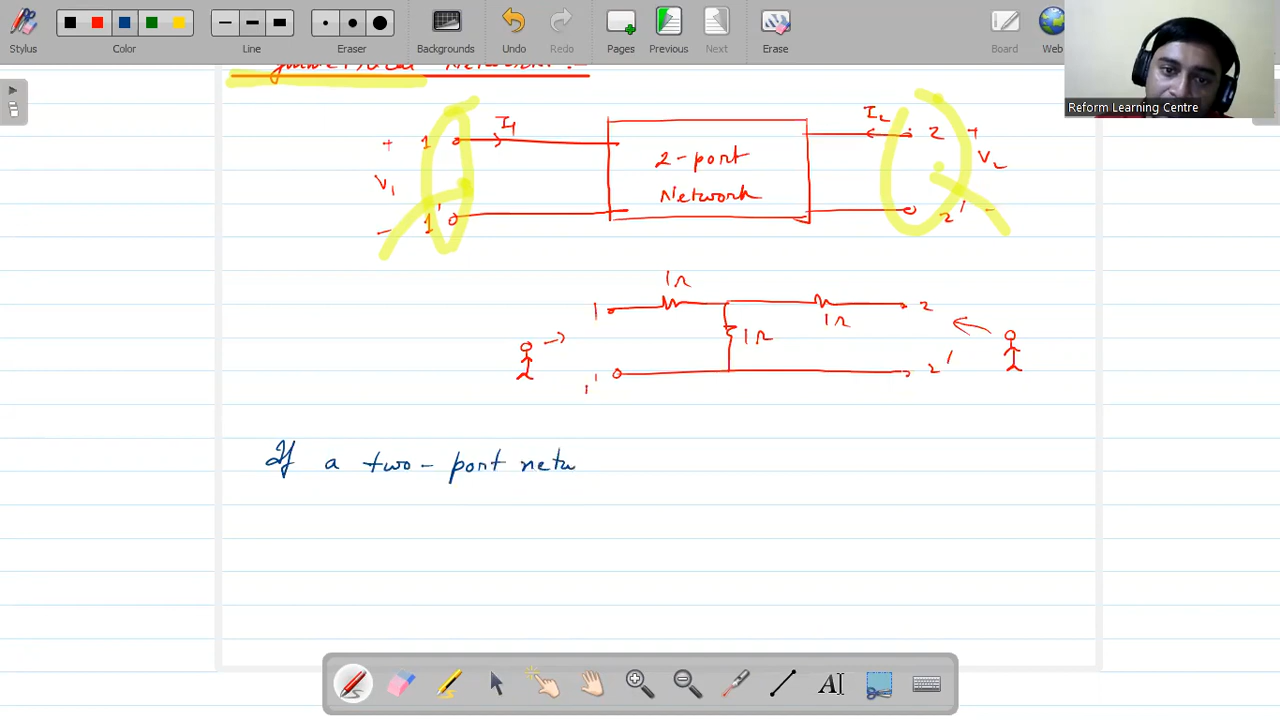 Stylus Color Line Eraser Backgrounds Undo Redo Pages Previous Next Erase Board Web
Reform Learning Centre
Network :-
I1 I2
+ 1 2 +
2-port
V1 V2
Network
- 1' 2' -
1Ω
1 2
1Ω
1Ω
1' 2'
If a two-port netw